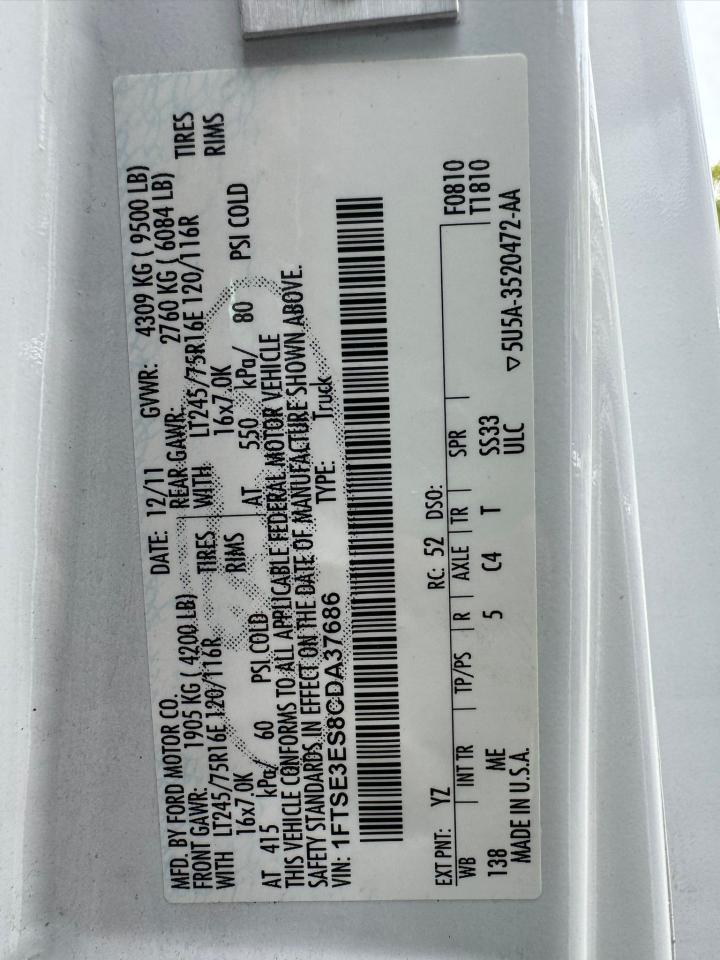 MFD. BY FORD MOTOR CO. DATE: 12/11 GVWR: 4309 KG ( 9500 LB)
FRONT GAWR: 1905 KG ( 4200 LB) REAR GAWR: 2760 KG ( 6084 LB)
WITH LT245/75R16E 120/116R TIRES WITH LT245/75R16E 120/116R TIRES
16x7.0K RIMS 16x7.0K RIMS
AT 415 kPa/ 60 PSI COLD AT 550 kPa/ 80 PSI COLD
THIS VEHICLE CONFORMS TO ALL APPLICABLE FEDERAL MOTOR VEHICLE
SAFETY STANDARDS IN EFFECT ON THE DATE OF MANUFACTURE SHOWN ABOVE.
VIN: 1FTSE3ES8CDA37686 TYPE: Truck
F0810
T1810
EXT PNT: YZ RC: 52 DSO:
WB INT TR TP/PS R AXLE TR SPR
138 ME 5 C4 T SS33
ULC
MADE IN U.S.A. ▽5U5A-3520472-AA